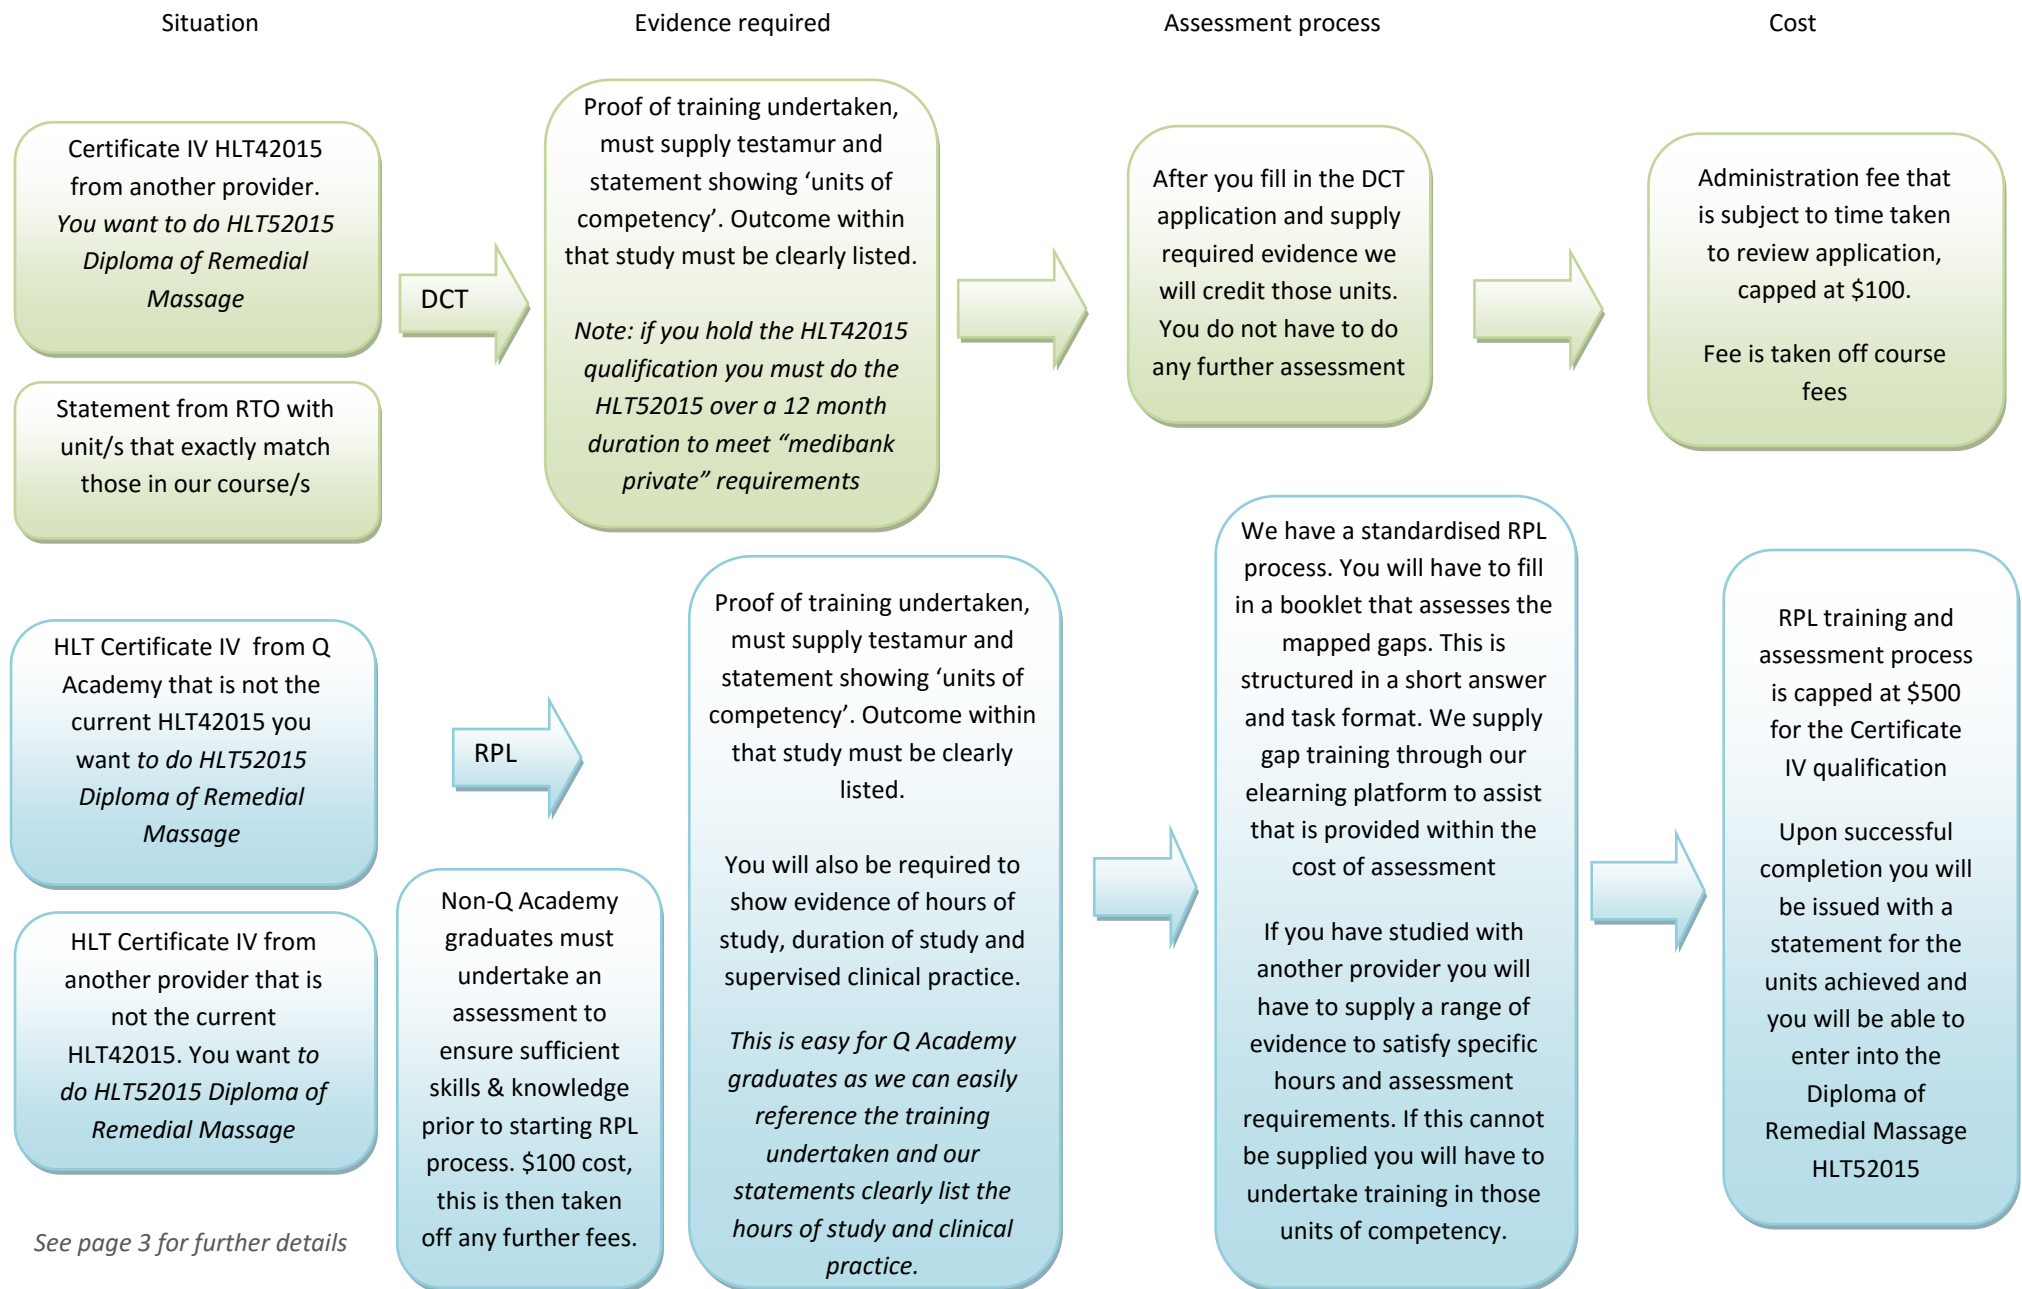 Situation
Evidence required
Assessment process
Cost
Certificate IV HLT42015
from another provider.
You want to do HLT52015
Diploma of Remedial
Massage
Statement from RTO with
unit/s that exactly match
those in our course/s
DCT
Proof of training undertaken,
must supply testamur and
statement showing ‘units of
competency’. Outcome within
that study must be clearly listed.
Note: if you hold the HLT42015
qualification you must do the
HLT52015 over a 12 month
duration to meet “medibank
private” requirements
After you fill in the DCT
application and supply
required evidence we
will credit those units.
You do not have to do
any further assessment
Administration fee that
is subject to time taken
to review application,
capped at $100.
Fee is taken off course
fees
HLT Certificate IV  from Q
Academy that is not the
current HLT42015 you
want to do HLT52015
Diploma of Remedial
Massage
HLT Certificate IV from
another provider that is
not the current
HLT42015. You want to
do HLT52015 Diploma of
Remedial Massage
See page 3 for further details
RPL
Non-Q Academy
graduates must
undertake an
assessment to
ensure sufficient
skills & knowledge
prior to starting RPL
process. $100 cost,
this is then taken
off any further fees.
Proof of training undertaken,
must supply testamur and
statement showing ‘units of
competency’. Outcome within
that study must be clearly
listed.
You will also be required to
show evidence of hours of
study, duration of study and
supervised clinical practice.
This is easy for Q Academy
graduates as we can easily
reference the training
undertaken and our
statements clearly list the
hours of study and clinical
practice.
We have a standardised RPL
process. You will have to fill
in a booklet that assesses the
mapped gaps. This is
structured in a short answer
and task format. We supply
gap training through our
elearning platform to assist
that is provided within the
cost of assessment
If you have studied with
another provider you will
have to supply a range of
evidence to satisfy specific
hours and assessment
requirements. If this cannot
be supplied you will have to
undertake training in those
units of competency.
RPL training and
assessment process
is capped at $500
for the Certificate
IV qualification
Upon successful
completion you will
be issued with a
statement for the
units achieved and
you will be able to
enter into the
Diploma of
Remedial Massage
HLT52015